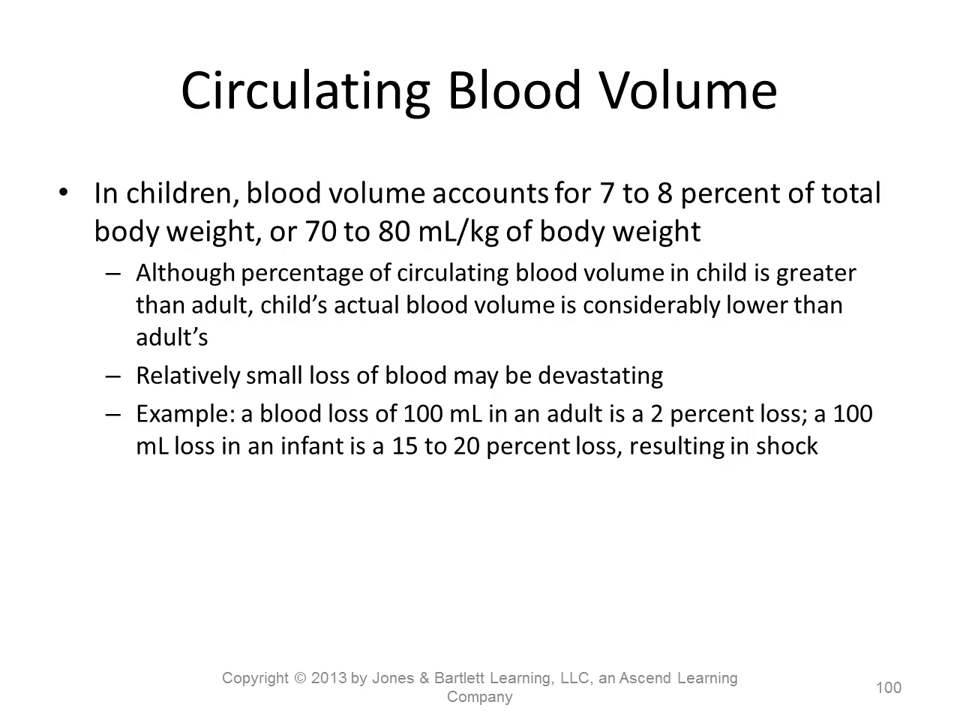 Circulating Blood Volume
• In children, blood volume accounts for 7 to 8 percent of total
body weight, or 70 to 80 mL/kg of body weight
– Although percentage of circulating blood volume in child is greater
than adult, child’s actual blood volume is considerably lower than
adult’s
– Relatively small loss of blood may be devastating
– Example: a blood loss of 100 mL in an adult is a 2 percent loss; a 100
mL loss in an infant is a 15 to 20 percent loss, resulting in shock
Copyright © 2013 by Jones & Bartlett Learning, LLC, an Ascend Learning
Company
100